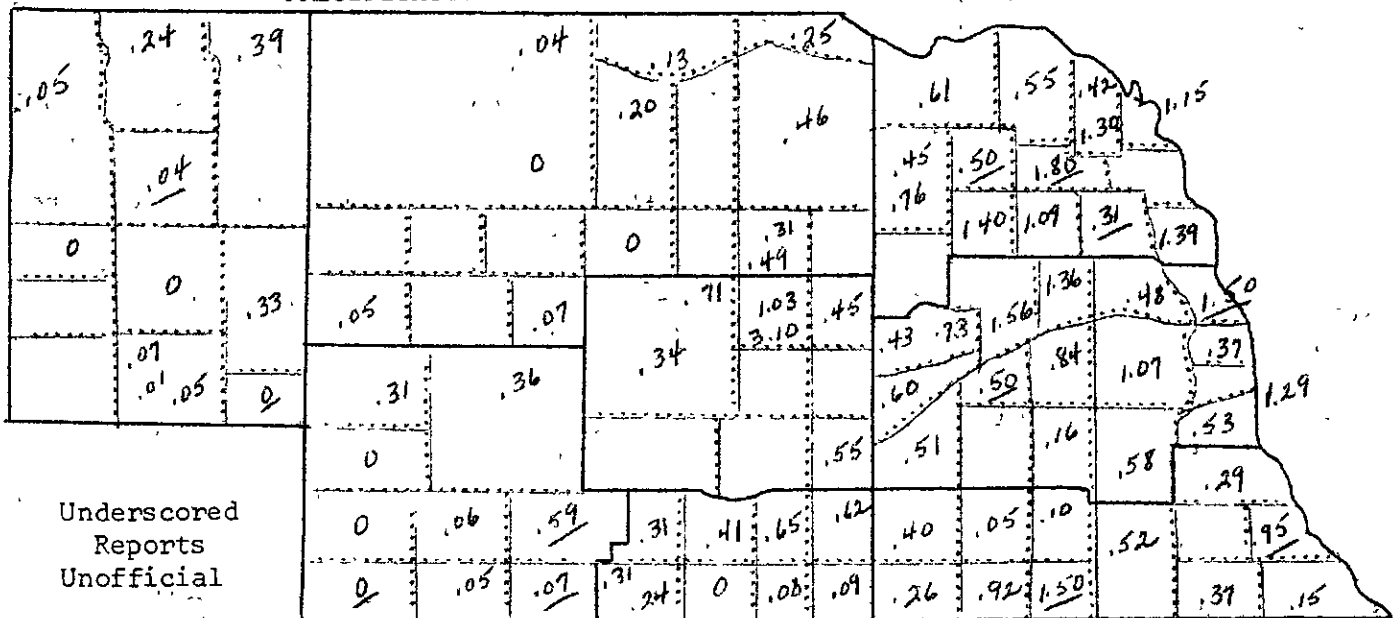 .24 .39 .04 .13 .25
.05 .20 .46 .61 .55 .42 1.15
1.30
.04 0 .45 .50 1.80
.76
0 0 .31 1.40 1.09 .31 1.39
.49
0 .33 .05 .07 .71 1.03 .45 1.56 1.36 .48 1.50
3.10 .43 .73
.07 .34 .84 1.07 .37
.01 .05 0 .31 .36 .60 .50 1.29
0 .55 .51 .16 .58 .53
.29
Underscored
Reports
Unofficial
0 .06 .59 .31 .41 .65 .62 .40 .05 .10 .52 .95
0 .05 .07 .31 .24 0 .08 .09 .26 .92 1.50 .37 .15